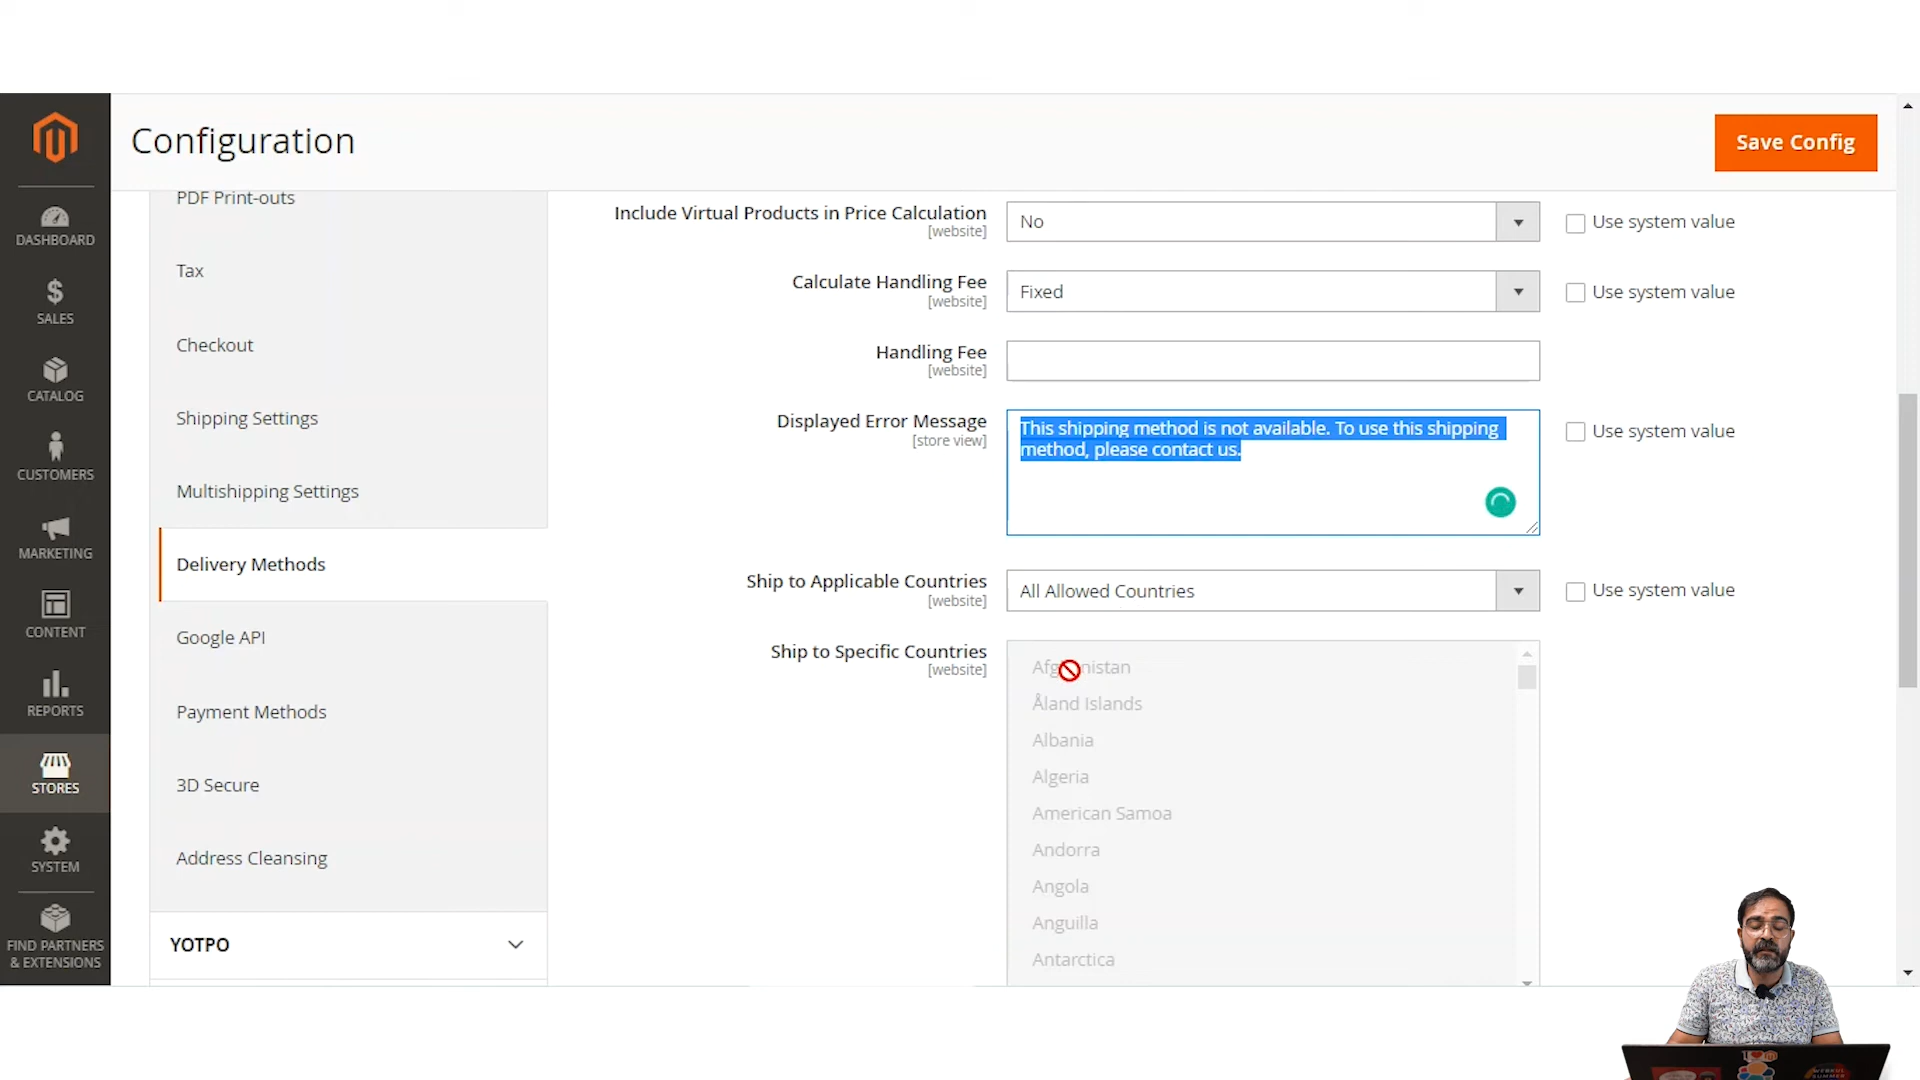 Configuration
Save Config
DASHBOARD
SALES
CATALOG
CUSTOMERS
MARKETING
CONTENT
REPORTS
STORES
SYSTEM
FIND PARTNERS
& EXTENSIONS
PDF Print-outs
Tax
Checkout
Shipping Settings
Multishipping Settings
Delivery Methods
Google API
Payment Methods
3D Secure
Address Cleansing
YOTPO
Include Virtual Products in Price Calculation
[website]
No
Use system value
Calculate Handling Fee
[website]
Fixed
Use system value
Handling Fee
[website]
Displayed Error Message
[store view]
This shipping method is not available. To use this shipping
method, please contact us.
Use system value
Ship to Applicable Countries
[website]
All Allowed Countries
Use system value
Ship to Specific Countries
[website]
Afghanistan
Åland Islands
Albania
Algeria
American Samoa
Andorra
Angola
Anguilla
Antarctica